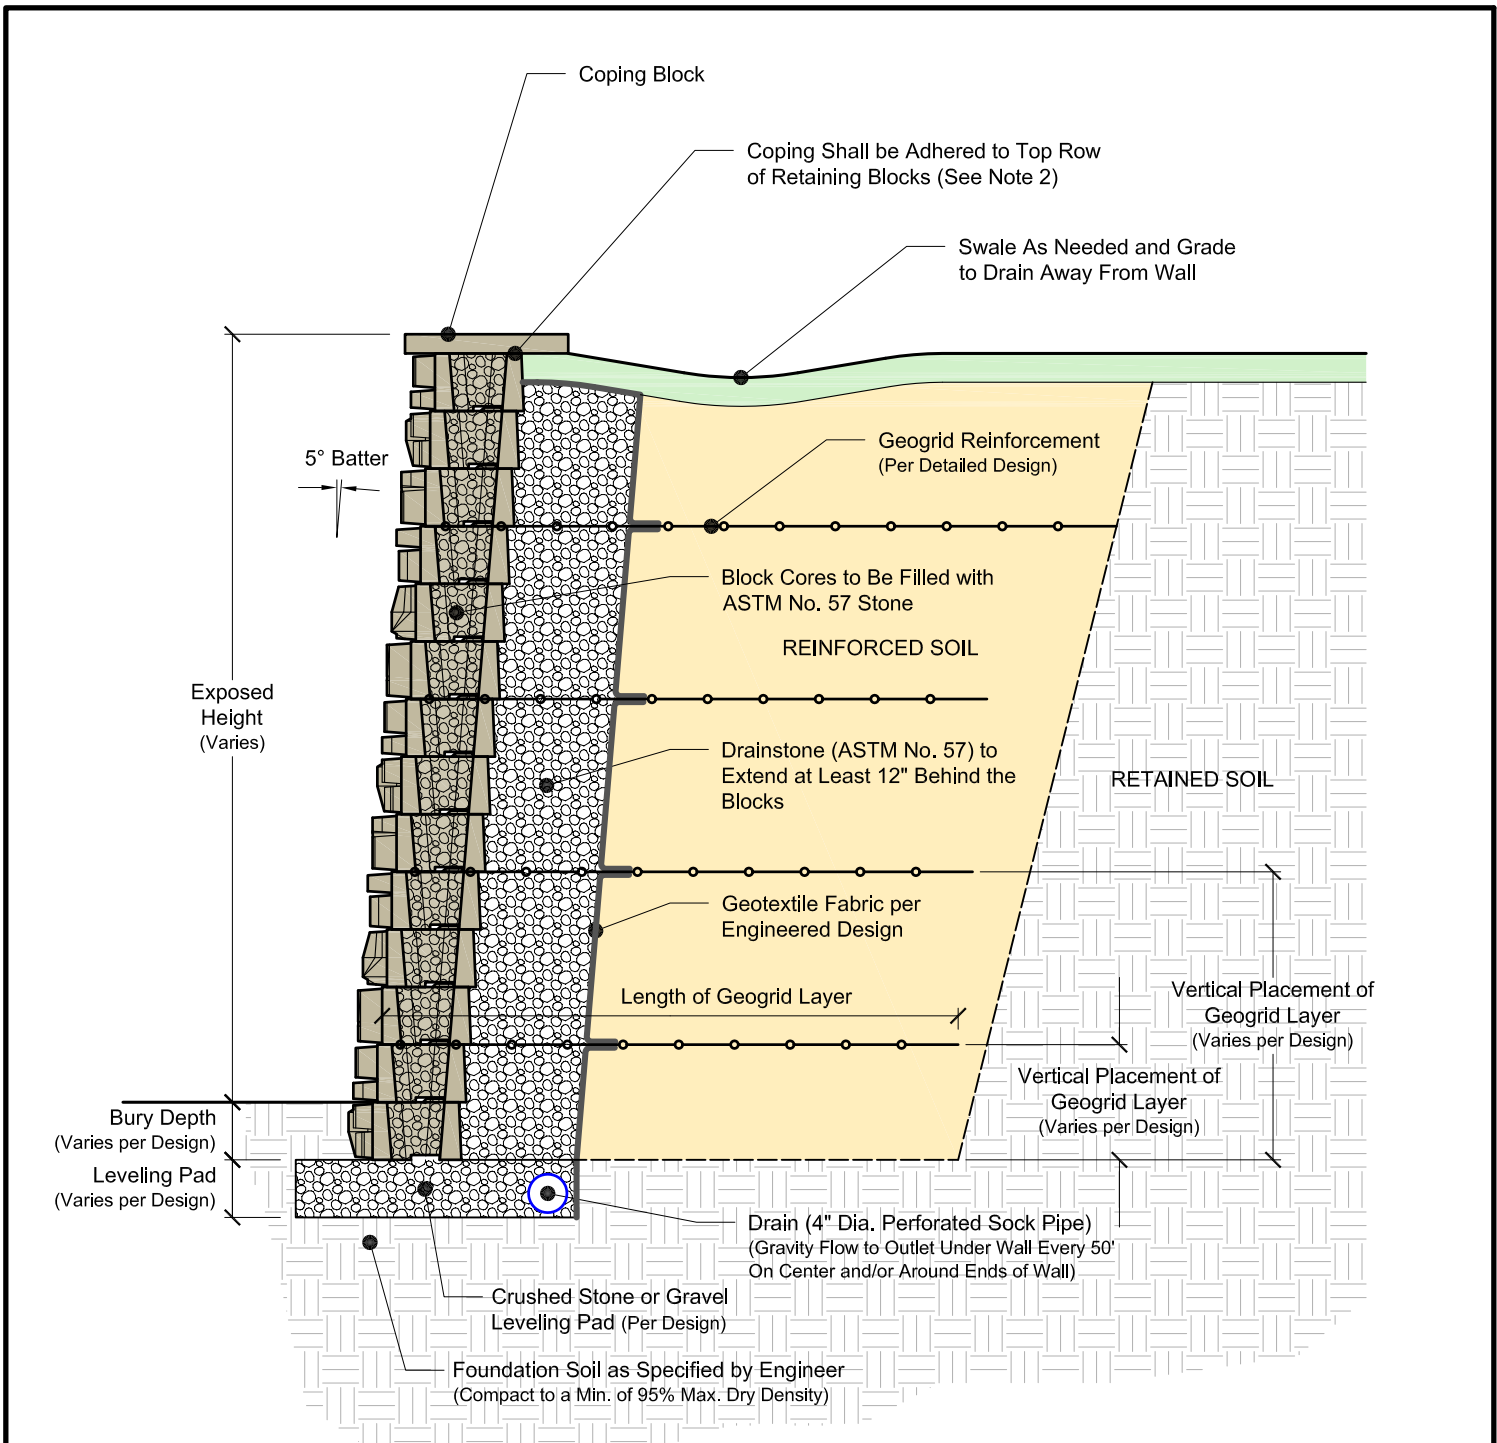 Coping Block
Coping Shall be Adhered to Top Row
of Retaining Blocks (See Note 2)
Swale As Needed and Grade
to Drain Away From Wall
5° Batter
Geogrid Reinforcement
(Per Detailed Design)
Block Cores to Be Filled with
ASTM No. 57 Stone
REINFORCED SOIL
Exposed
Height
(Varies)
Drainstone (ASTM No. 57) to
Extend at Least 12" Behind the
Blocks
RETAINED SOIL
Geotextile Fabric per
Engineered Design
Length of Geogrid Layer
Vertical Placement of
Geogrid Layer
(Varies per Design)
Vertical Placement of
Geogrid Layer
(Varies per Design)
Bury Depth
(Varies per Design)
Leveling Pad
(Varies per Design)
Drain (4" Dia. Perforated Sock Pipe)
(Gravity Flow to Outlet Under Wall Every 50'
On Center and/or Around Ends of Wall)
Crushed Stone or Gravel
Leveling Pad (Per Design)
Foundation Soil as Specified by Engineer
(Compact to a Min. of 95% Max. Dry Density)